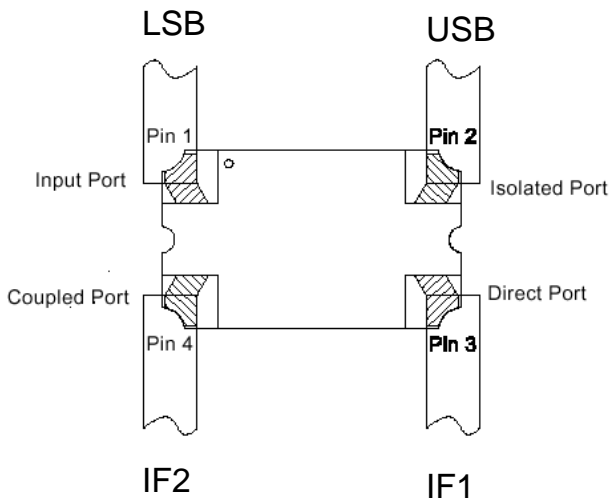 LSB
USB
Pin 1
Pin 2
Input Port
Isolated Port
Coupled Port
Direct Port
Pin 4
Pin 3
IF2
IF1